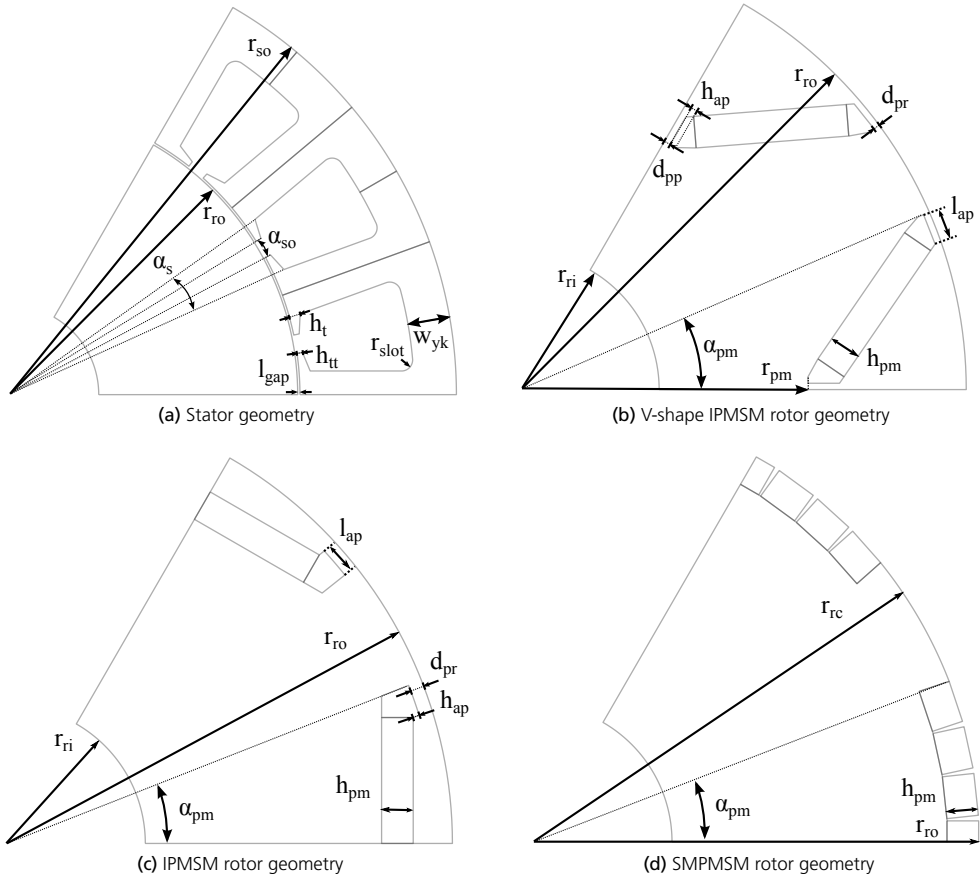 r_so
r_ro
α_so
α_s
h_t
h_tt
l_gap
r_slot
w_yk
(a) Stator geometry
r_ro
h_ap
d_pr
d_pp
l_ap
r_ri
α_pm
h_pm
r_pm
(b) V-shape IPMSM rotor geometry
l_ap
r_ro
d_pr
h_ap
r_ri
h_pm
α_pm
(c) IPMSM rotor geometry
r_rc
h_pm
α_pm
r_ro
(d) SMPMSM rotor geometry